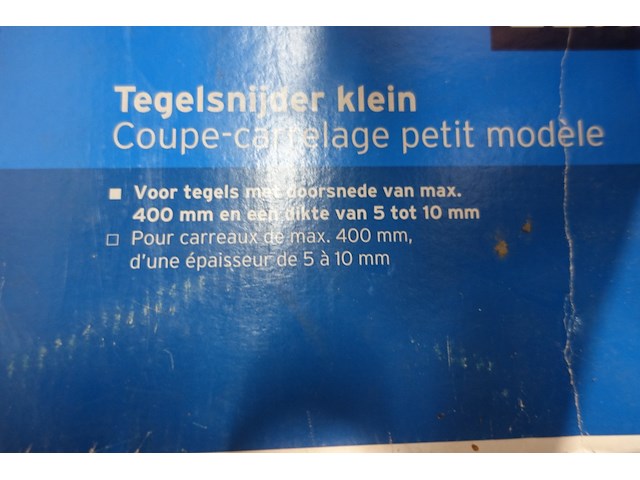 Tegelsnijder klein
Coupe-carrelage petit modèle
Voor tegels met doorsnede van max.
400 mm en een dikte van 5 tot 10 mm
Pour carreaux de max. 400 mm,
d'une épaisseur de 5 à 10 mm